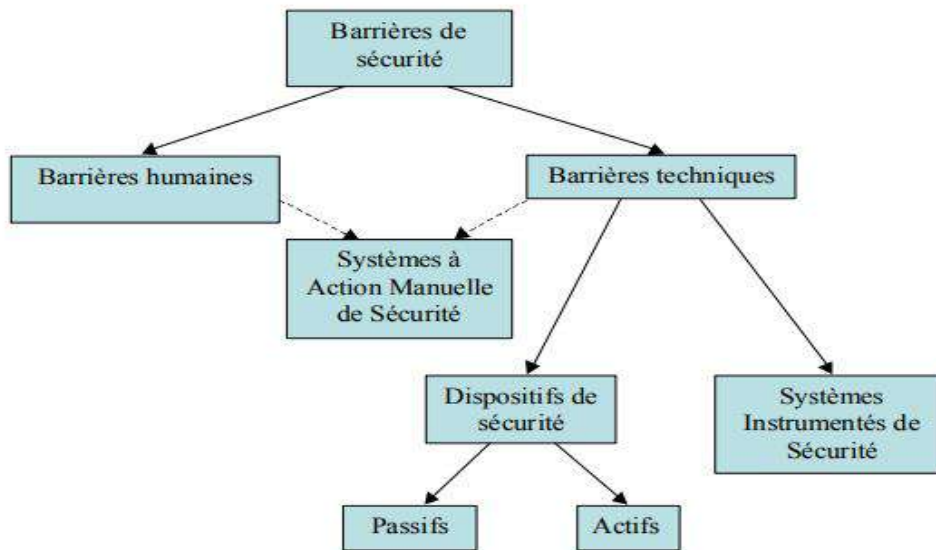 Barrières de
sécurité
Barrières humaines
Barrières techniques
Systèmes à
Action Manuelle
de Sécurité
Dispositifs de
sécurité
Systèmes
Instrumentés de
Sécurité
Passifs
Actifs